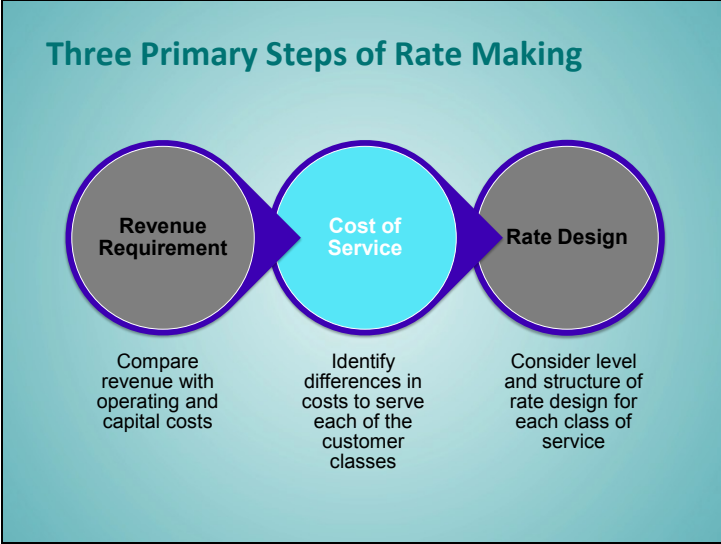 Three Primary Steps of Rate Making
Revenue
Requirement
Cost of
Service
Rate Design
Compare
revenue with
operating and
capital costs
Identify
differences in
costs to serve
each of the
customer
classes
Consider level
and structure of
rate design for
each class of
service